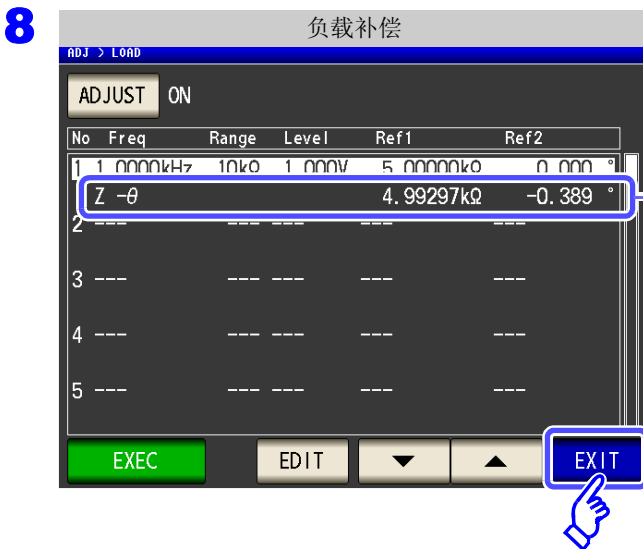 8
负载补偿
ADJ > LOAD
ADJUST ON
No Freq Range Level Ref1 Ref2
1 1.0000kHz 10kΩ 1.000V 5.00000kΩ 0.000 °
Z -θ 4.99297kΩ -0.389 °
2 --- --- --- --- ---
3 --- --- --- --- ---
4 --- --- --- --- ---
5 --- --- --- --- ---
EXEC EDIT ▼ ▲ EXIT